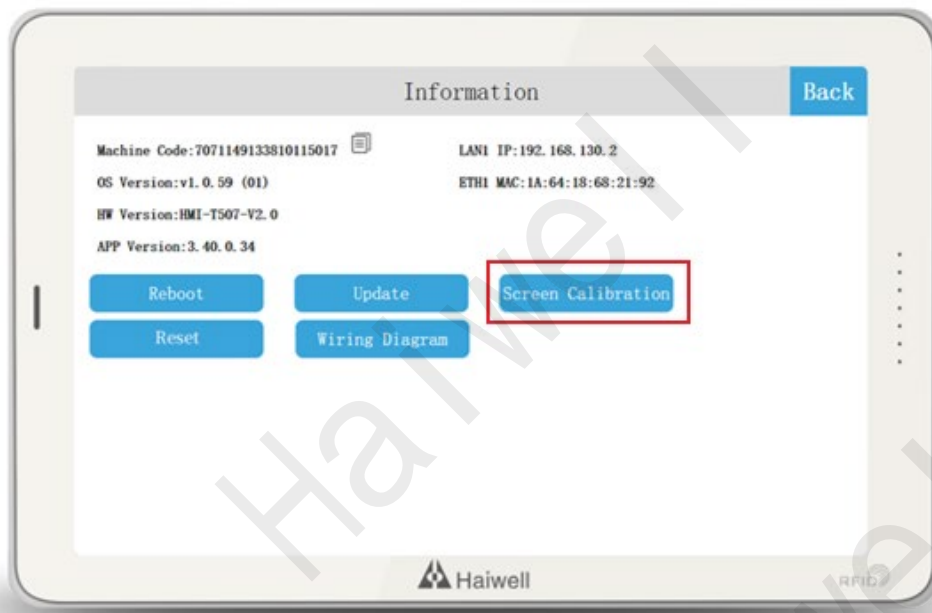 Information
Back
Machine Code:7071149133810115017
LAN1 IP:192.168.130.2
OS Version:v1.0.59 (01)
ETH1 MAC:1A:64:18:68:21:92
HW Version:HMI-T507-V2.0
APP Version:3.40.0.34
Reboot
Update
Screen Calibration
Reset
Wiring Diagram
Haiwell
Haiwell
RFID